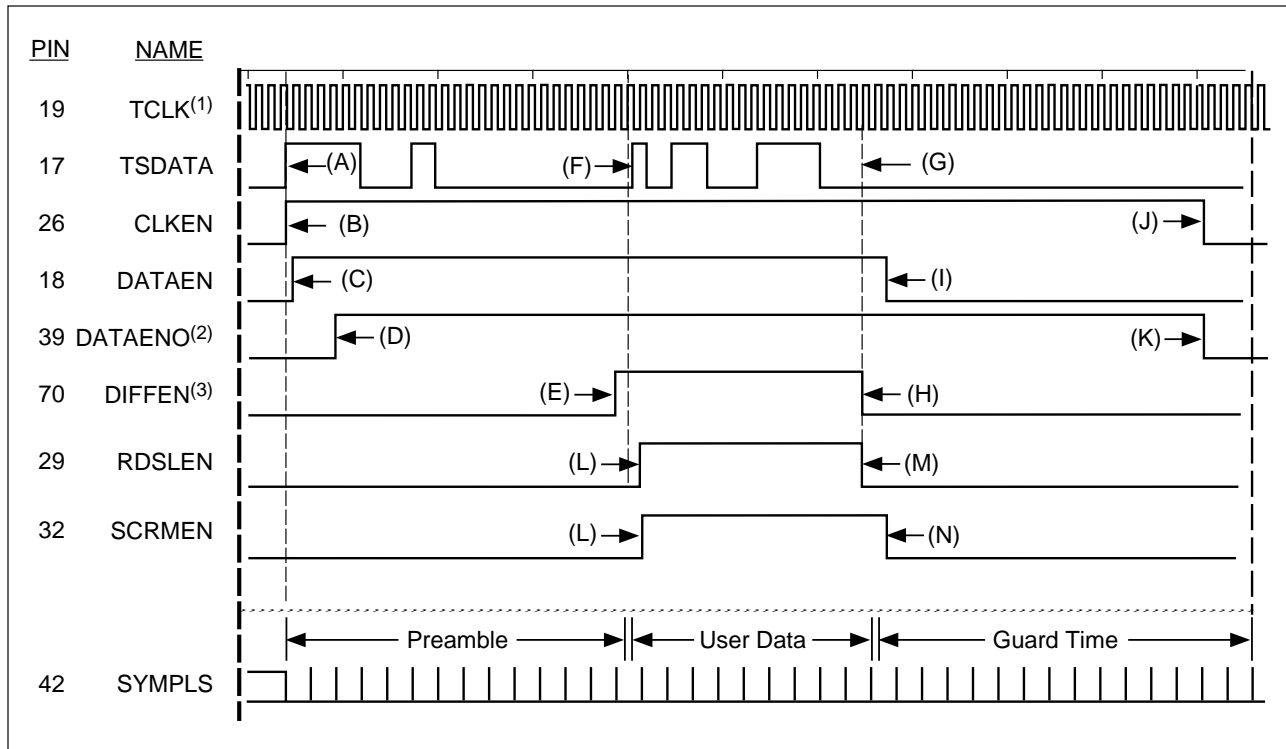 PIN NAME
19 TCLK(1)
17 TSDATA (A) (F) (G)
26 CLKEN (B) (J)
18 DATAEN (C) (I)
39 DATAENO(2) (D) (K)
70 DIFFEN(3) (E) (H)
29 RDSLEN (L) (M)
32 SCRMEN (L) (N)
Preamble User Data Guard Time
42 SYMPLS